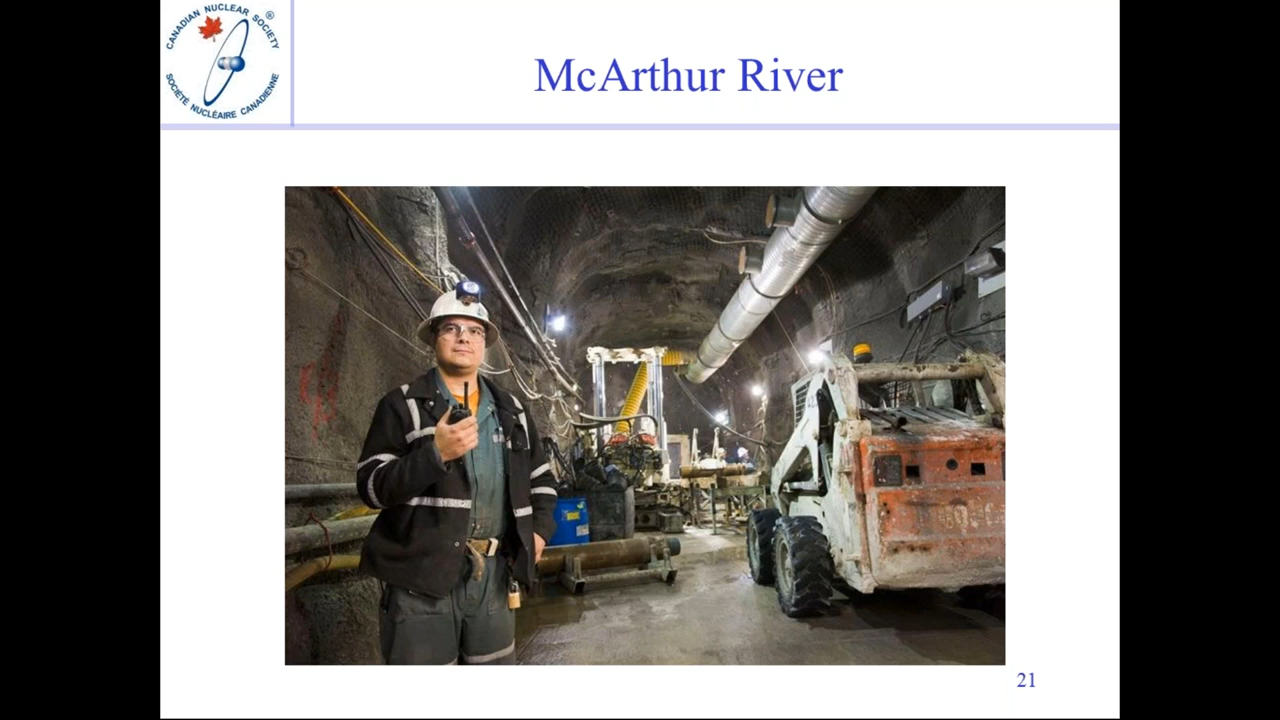 CANADIAN NUCLEAR SOCIETY ®
SOCIÉTÉ NUCLÉAIRE CANADIENNE
McArthur River
21